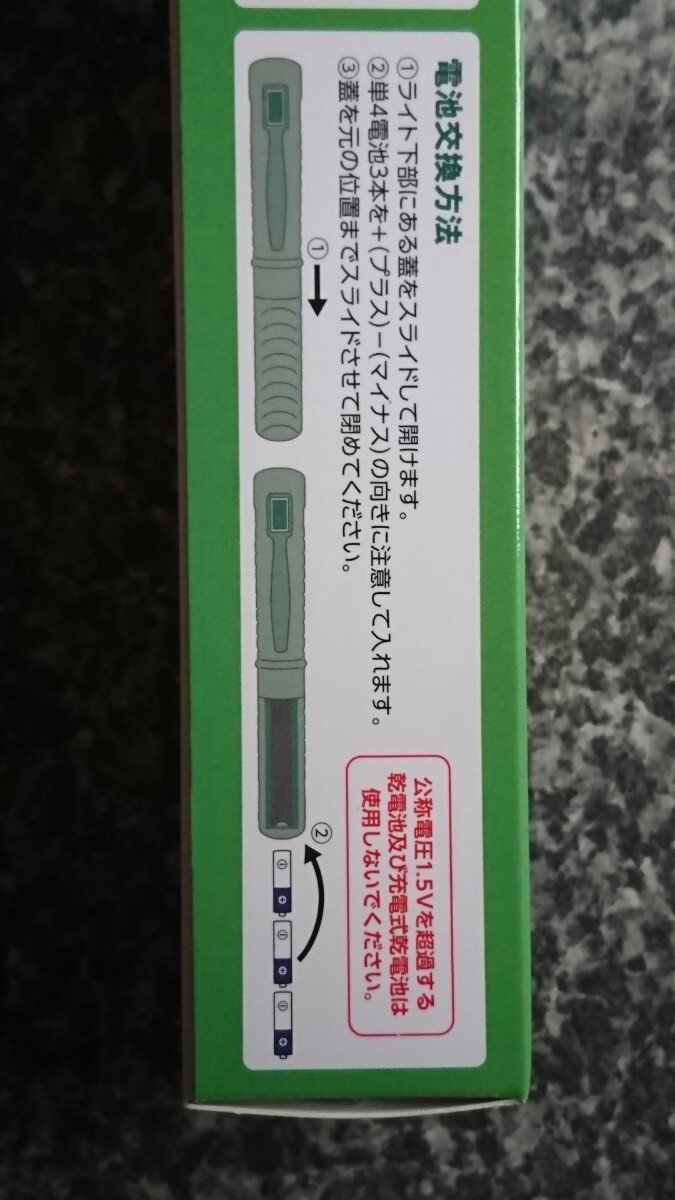 電池交換方法
①ライト下部にある蓋をスライドして開けます。
②単4電池3本を+(プラス)-(マイナス)の向きに注意して入れます。
③蓋を元の位置までスライドさせて閉めてください。
公称電圧1.5Vを超過する
乾電池及び充電式乾電池は
使用しないでください。
①
②